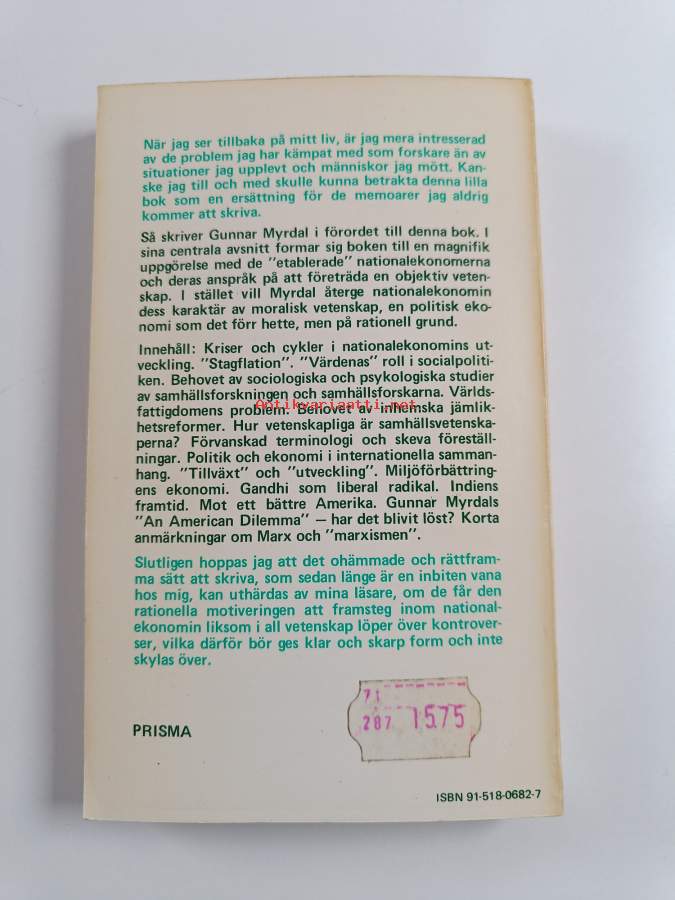 När jag ser tillbaka på mitt liv, är jag mera intresserad
av de problem jag har kämpat med som forskare än av
situationer jag upplevt och människor jag mött. Kan-
ske jag till och med skulle kunna betrakta denna lilla
bok som en ersättning för de memoarer jag aldrig
kommer att skriva.
Så skriver Gunnar Myrdal i förordet till denna bok. I
sina centrala avsnitt formar sig boken till en magnifik
uppgörelse med de "etablerade" nationalekonomerna
och deras anspråk på att företräda en objektiv veten-
skap. I stället vill Myrdal återge nationalekonomin
dess karaktär av moralisk vetenskap, en politisk eko-
nomi som det förr hette, men på rationell grund.
Innehåll: Kriser och cykler i nationalekonomins ut-
veckling. "Stagflation". "Värdenas" roll i socialpoliti-
ken. Behovet av sociologiska och psykologiska studier
av samhällsforskningen och samhällsforskarna. Världs-
fattigdomens problem. Behovet av inhemska jämlik-
antikvariaatti.net
hetsreformer. Hur vetenskapliga är samhällsvetenska-
perna? Förvanskad terminologi och skeva föreställ-
ningar. Politik och ekonomi i internationella samman-
hang. "Tillväxt" och "utveckling". Miljöförbättring-
ens ekonomi. Gandhi som liberal radikal. Indiens
framtid. Mot ett bättre Amerika. Gunnar Myrdals
"An American Dilemma" — har det blivit löst? Korta
anmärkningar om Marx och "marxismen".
Slutligen hoppas jag att det ohämmade och rättfram-
ma sätt att skriva, som sedan länge är en inbiten vana
hos mig, kan uthärdas av mina läsare, om de får den
rationella motiveringen att framsteg inom national-
ekonomin liksom i all vetenskap löper över kontrover-
ser, vilka därför bör ges klar och skarp form och inte
skylas över.
71
287 15.75
PRISMA
ISBN 91-518-0682-7